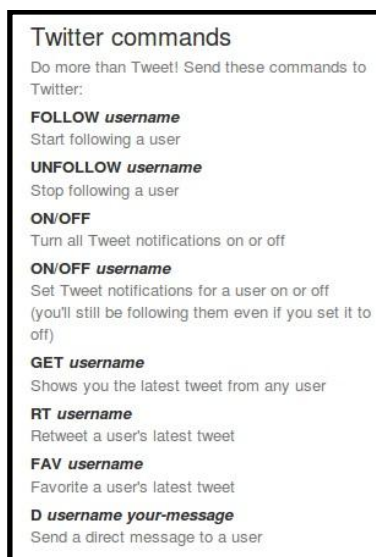 Twitter commands
Do more than Tweet! Send these commands to
Twitter:
FOLLOW username
Start following a user
UNFOLLOW username
Stop following a user
ON/OFF
Turn all Tweet notifications on or off
ON/OFF username
Set Tweet notifications for a user on or off
(you'll still be following them even if you set it to
off)
GET username
Shows you the latest tweet from any user
RT username
Retweet a user's latest tweet
FAV username
Favorite a user's latest tweet
D username your-message
Send a direct message to a user